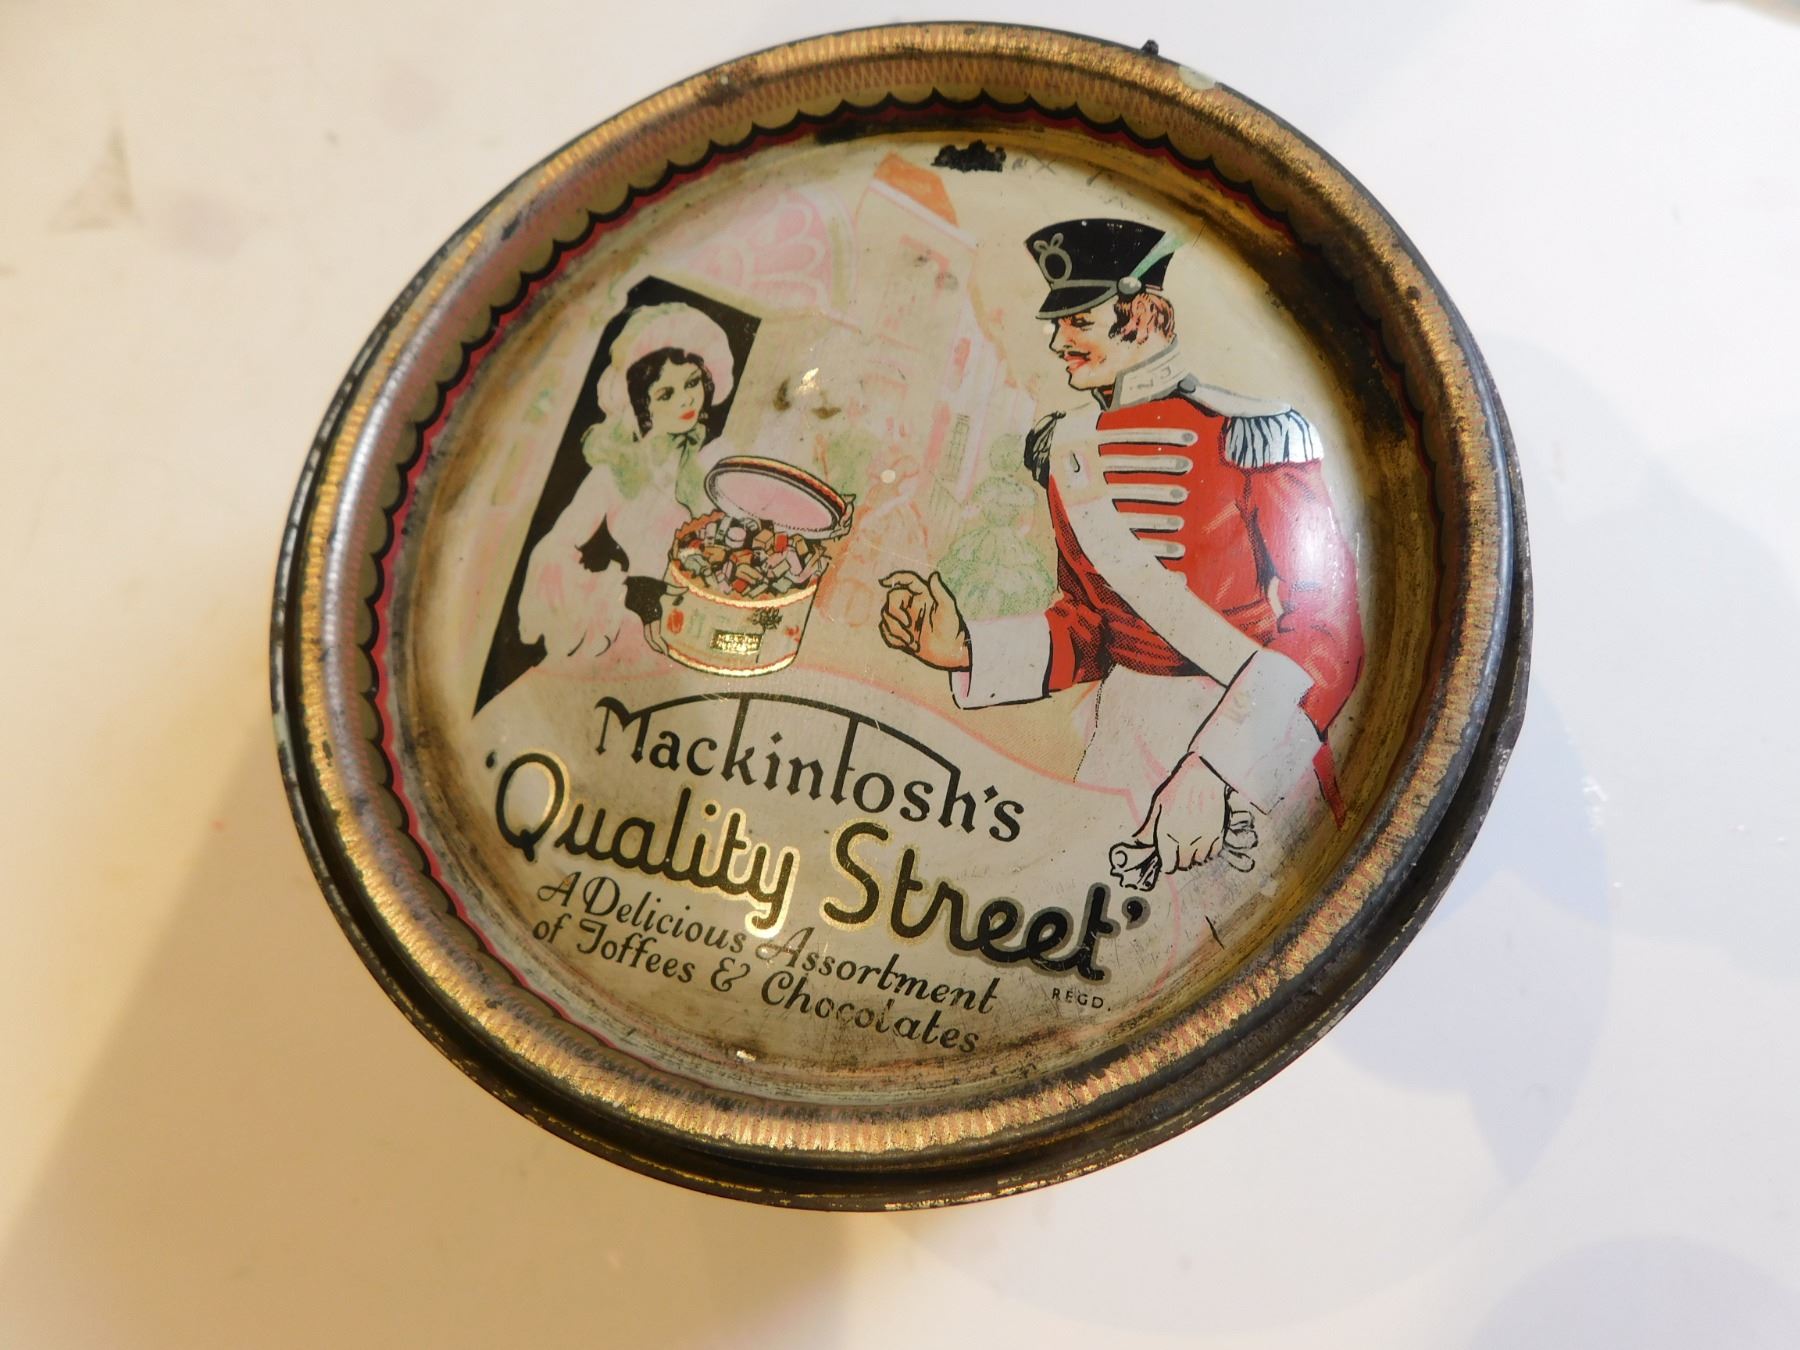 Mackintosh's
'Quality Street'
A Delicious Assortment
of Toffees & Chocolates
REGD.